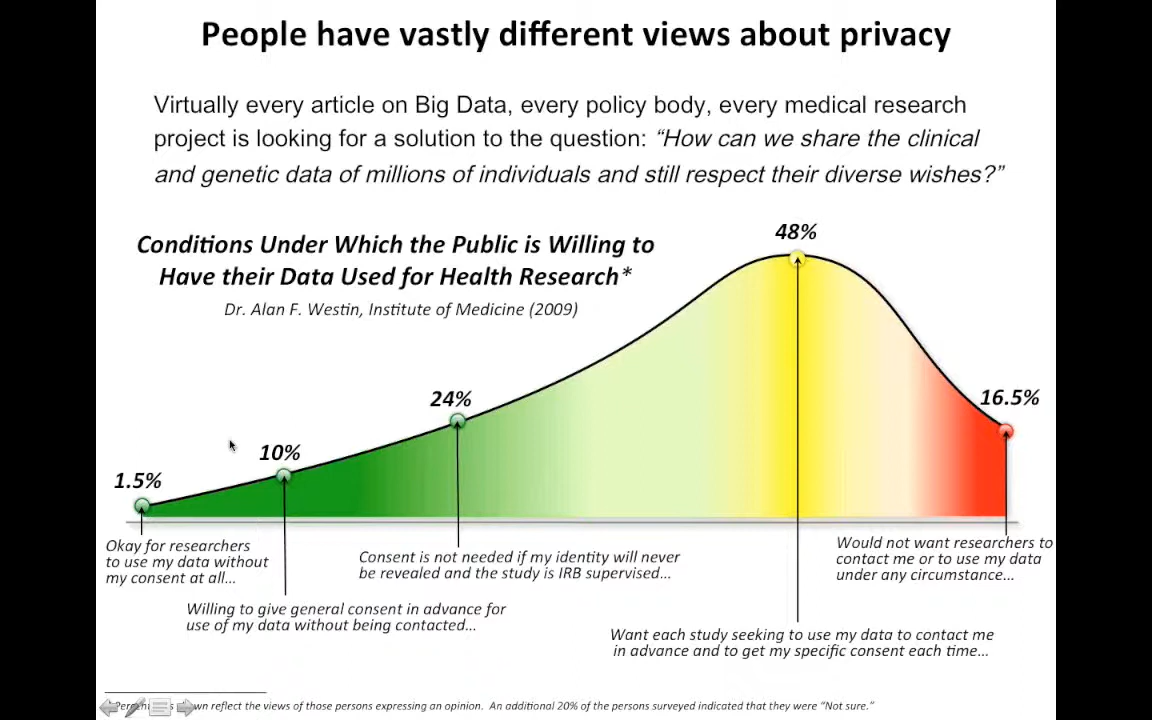 People have vastly different views about privacy
Virtually every article on Big Data, every policy body, every medical research
project is looking for a solution to the question: “How can we share the clinical
and genetic data of millions of individuals and still respect their diverse wishes?”
Conditions Under Which the Public is Willing to
Have their Data Used for Health Research*
Dr. Alan F. Westin, Institute of Medicine (2009)
48%
24%
16.5%
10%
1.5%
Okay for researchers
to use my data without
my consent at all…
Willing to give general consent in advance for
use of my data without being contacted…
Consent is not needed if my identity will never
be revealed and the study is IRB supervised…
Want each study seeking to use my data to contact me
in advance and to get my specific consent each time…
Would not want researchers to
contact me or to use my data
under any circumstance…
reflect the views of those persons expressing an opinion. An additional 20% of the persons surveyed indicated that they were “Not sure.”